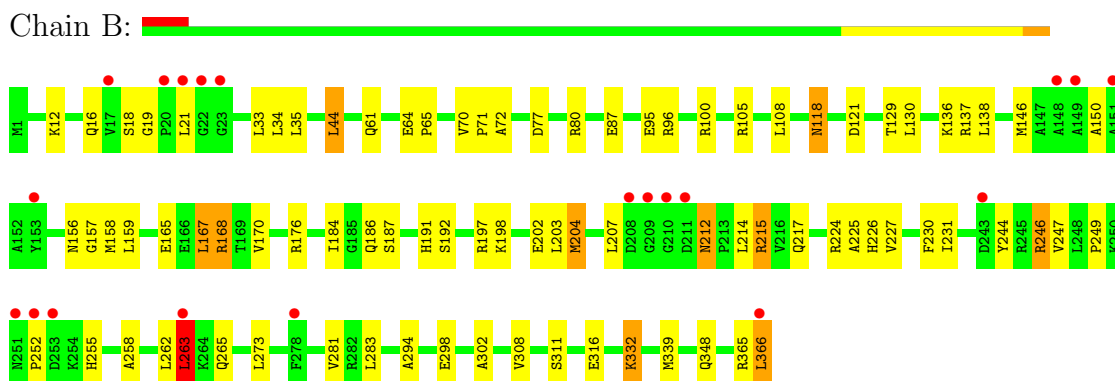 Chain B:
M1 K12 Q16 V17 S18 G19 P20 L21 G22 G23 L33 L34 L35 L44 Q61 E64 P65 V70 P71 A72 D77 R80 E87 E95 R96 R100 R105 L108 N118 D121 T129 L130 K136 R137 L138 M146 A147 A148 A149 A150 A151
A152 Y153 N156 G157 M158 L159 E165 E166 L167 R168 T169 V170 R176 I184 G185 Q186 S187 H191 S192 R197 K198 E202 L203 M204 L207 D208 G209 G210 D211 N212 P213 L214 R215 V216 Q217 R224 A225 H226 V227 F230 I231 D243 Y244 R245 R246 V247 L248 P249 K250
N251 P252 D253 K254 H255 A258 L262 L263 K264 Q265 L273 F278 V281 R282 L283 A294 E298 A302 V308 S311 E316 K332 M339 Q348 R365 L366